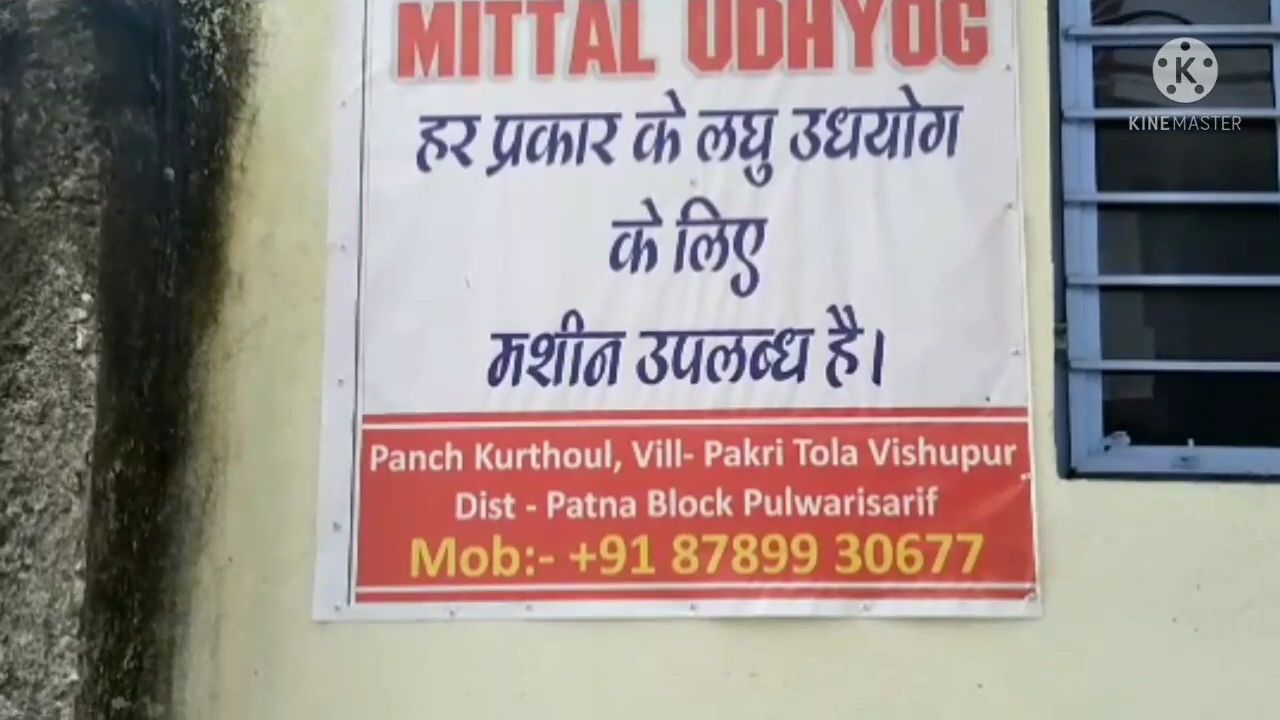 MITTAL UDHYOG
हर प्रकार के लघु उधयोग
के लिए
मशीन उपलब्ध है।
Panch Kurthoul, Vill- Pakri Tola Vishupur
Dist - Patna Block Pulwarisarif
Mob:- +91 87899 30677
K
KINEMASTER